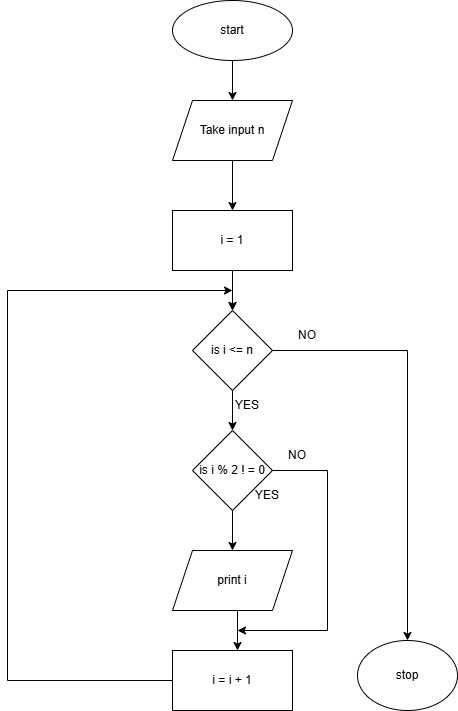 start
Take input n
i = 1
is i <= n
NO
YES
is i % 2 ! = 0
NO
YES
print i
i = i + 1
stop